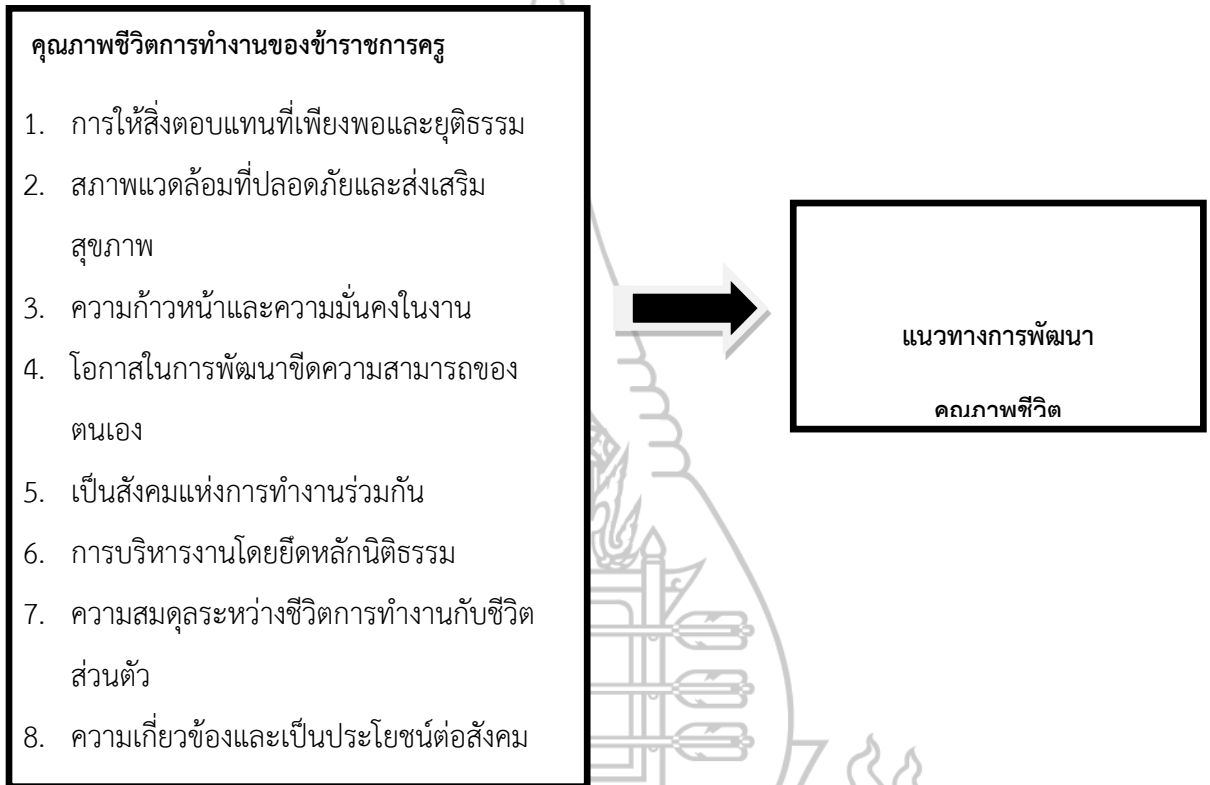 คุณภาพชีวิตการทำงานของข้าราชการครู
1. การให้สิ่งตอบแทนที่เพียงพอและยุติธรรม
2. สภาพแวดล้อมที่ปลอดภัยและส่งเสริม
สุขภาพ
3. ความก้าวหน้าและความมั่นคงในงาน
4. โอกาสในการพัฒนาขีดความสามารถของ
ตนเอง
5. เป็นสังคมแห่งการทำงานร่วมกัน
6. การบริหารงานโดยยึดหลักนิติธรรม
7. ความสมดุลระหว่างชีวิตการทำงานกับชีวิต
ส่วนตัว
8. ความเกี่ยวข้องและเป็นประโยชน์ต่อสังคม
แนวทางการพัฒนา
คุณภาพชีวิต